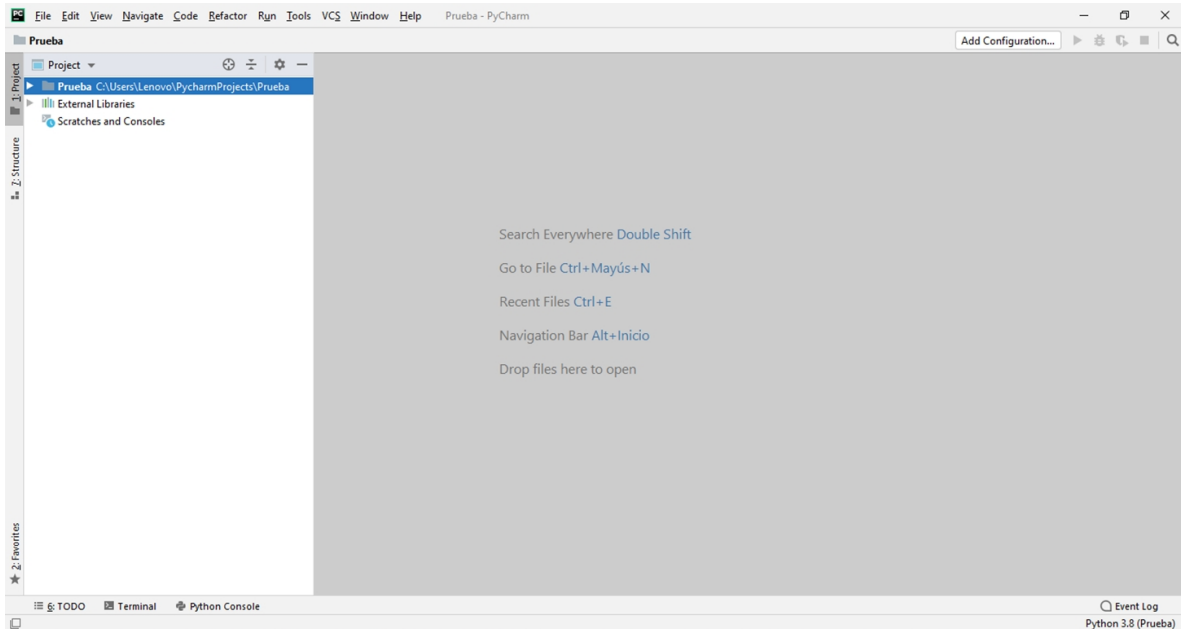 PC File Edit View Navigate Code Refactor Run Tools VCS Window Help Prueba - PyCharm
Prueba Add Configuration...
1: Project
Project
Prueba C:\Users\Lenovo\PycharmProjects\Prueba
External Libraries
Scratches and Consoles
Z: Structure
Search Everywhere Double Shift
Go to File Ctrl+Mayús+N
Recent Files Ctrl+E
Navigation Bar Alt+Inicio
Drop files here to open
2: Favorites
6: TODO Terminal Python Console Event Log
Python 3.8 (Prueba)